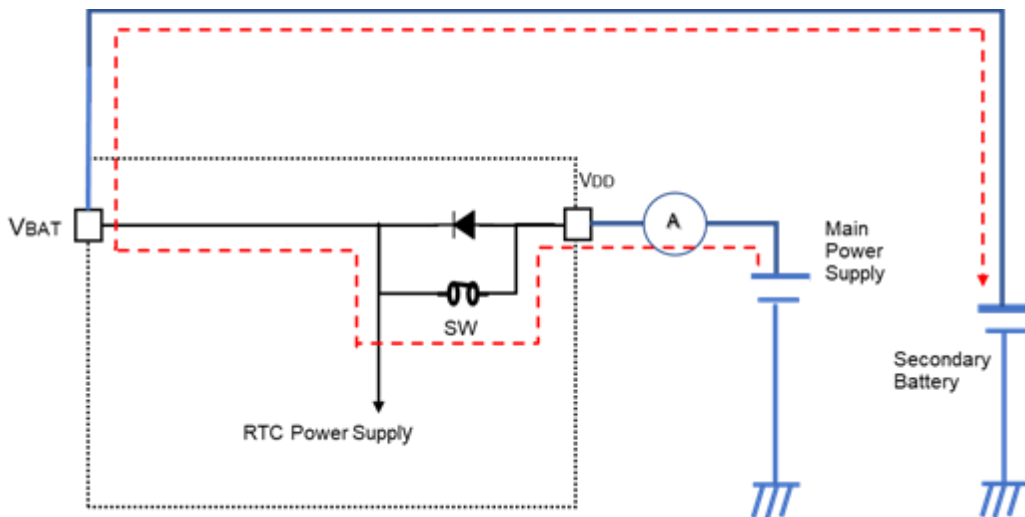 VDD
VBAT
A
Main
Power
Supply
SW
Secondary
Battery
RTC Power Supply